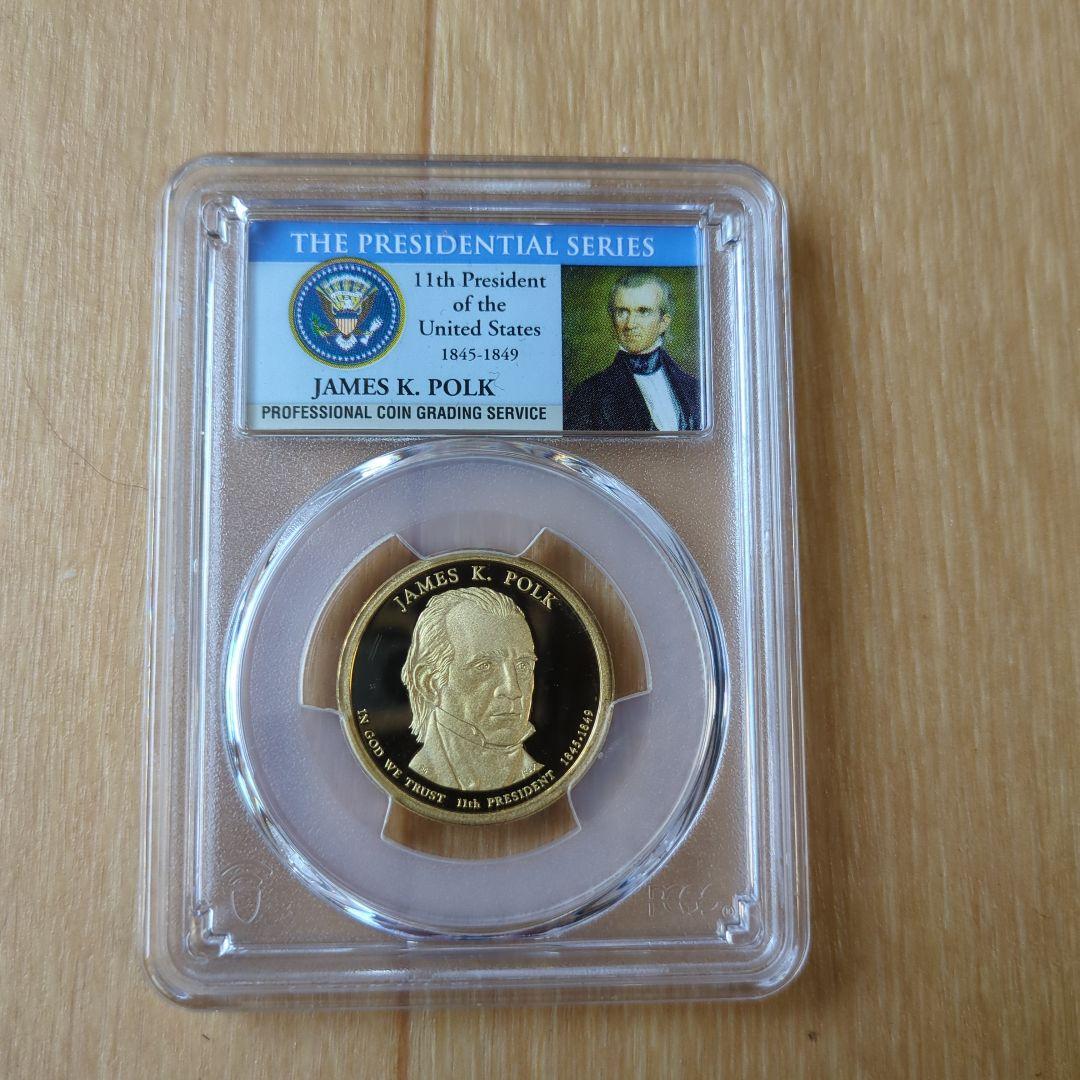 THE PRESIDENTIAL SERIES
11th President
of the
United States
1845-1849
JAMES K. POLK
PROFESSIONAL COIN GRADING SERVICE
JAMES K. POLK
IN GOD WE TRUST 11th PRESIDENT 1845-1849
PCGS